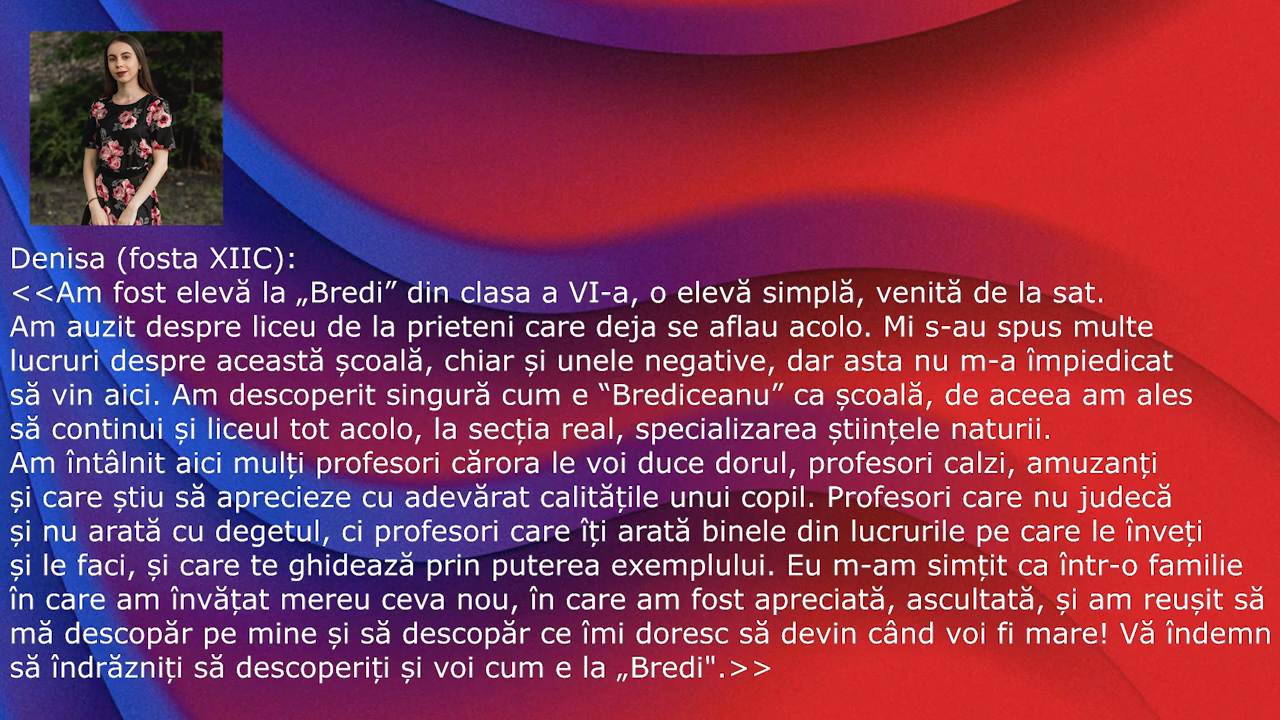 Denisa (fosta XIIC):
<<Am fost elevă la „Bredi” din clasa a VI-a, o elevă simplă, venită de la sat.
Am auzit despre liceu de la prieteni care deja se aflau acolo. Mi s-au spus multe
lucruri despre această școală, chiar și unele negative, dar asta nu m-a împiedicat
să vin aici. Am descoperit singură cum e “Brediceanu” ca școală, de aceea am ales
să continui și liceul tot acolo, la secția real, specializarea științele naturii.
Am întâlnit aici mulți profesori cărora le voi duce dorul, profesori calzi, amuzanți
și care știu să aprecieze cu adevărat calitățile unui copil. Profesori care nu judecă
și nu arată cu degetul, ci profesori care îți arată binele din lucrurile pe care le înveți
și le faci, și care te ghidează prin puterea exemplului. Eu m-am simțit ca într-o familie
în care am învățat mereu ceva nou, în care am fost apreciată, ascultată, și am reușit să
mă descopăr pe mine și să descopăr ce îmi doresc să devin când voi fi mare! Vă îndemn
să îndrăzniți să descoperiți și voi cum e la „Bredi".>>